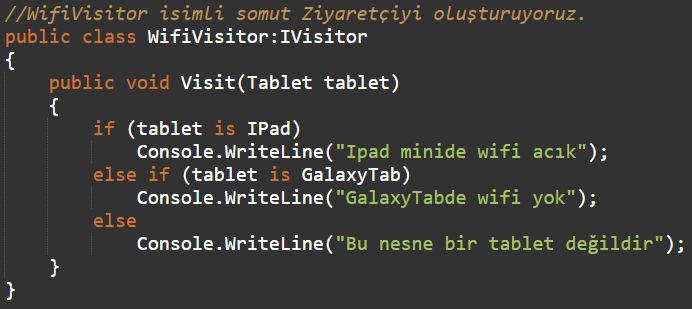 //WifiVisitor isimli somut Ziyaretçiyi oluşturuyoruz.
public class WifiVisitor:IVisitor
{
    public void Visit(Tablet tablet)
    {
        if (tablet is IPad)
            Console.WriteLine("Ipad minide wifi acık");
        else if (tablet is GalaxyTab)
            Console.WriteLine("GalaxyTabde wifi yok");
        else
            Console.WriteLine("Bu nesne bir tablet değildir");
    }
}